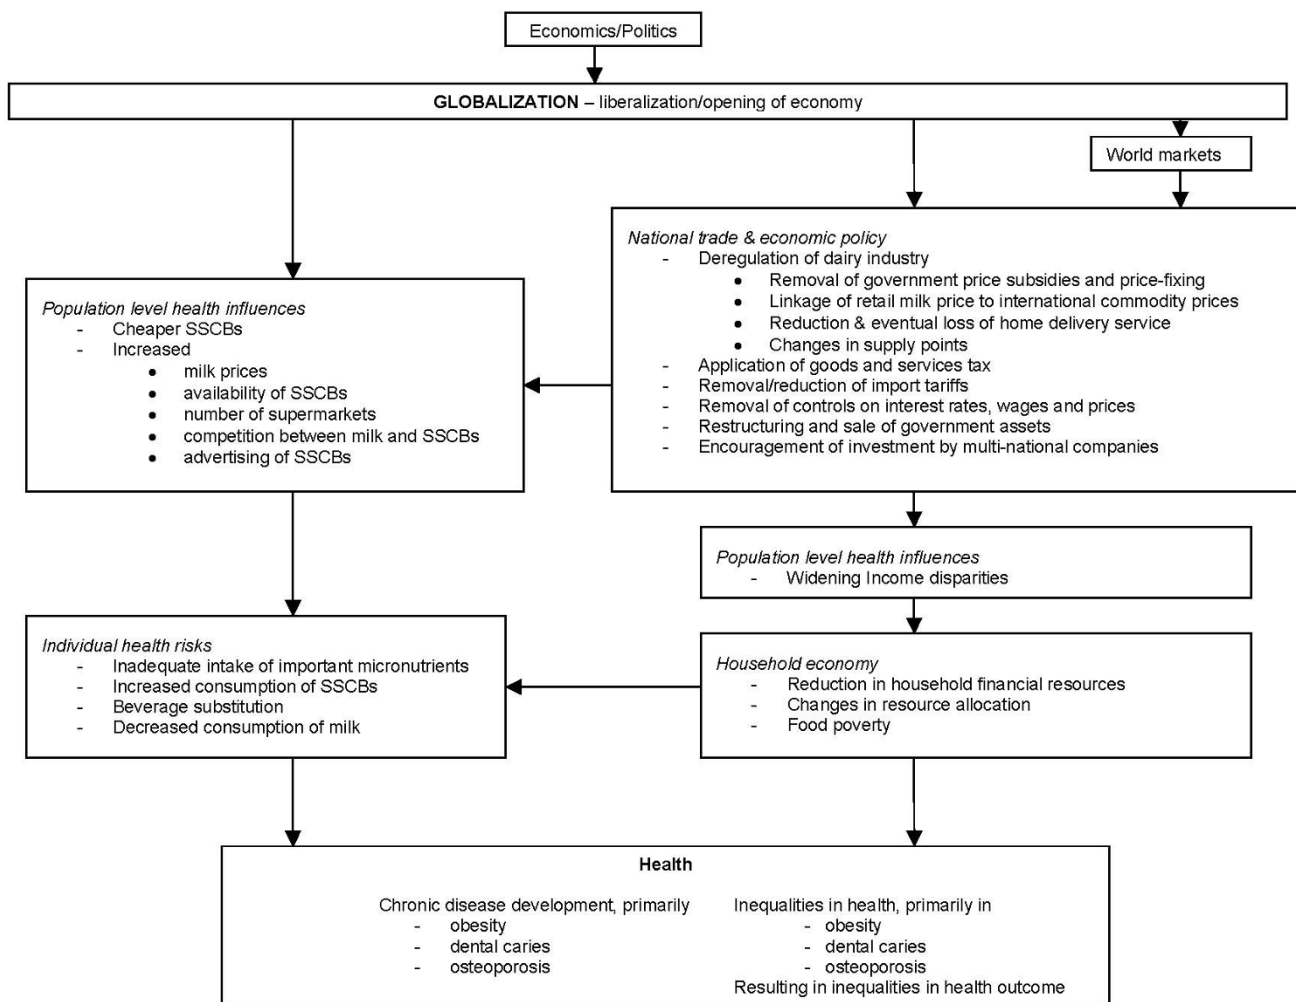 Economics/Politics
GLOBALIZATION – liberalization/opening of economy
World markets
National trade & economic policy
- Deregulation of dairy industry
● Removal of government price subsidies and price-fixing
● Linkage of retail milk price to international commodity prices
● Reduction & eventual loss of home delivery service
● Changes in supply points
- Application of goods and services tax
- Removal/reduction of import tariffs
- Removal of controls on interest rates, wages and prices
- Restructuring and sale of government assets
- Encouragement of investment by multi-national companies
Population level health influences
- Cheaper SSCBs
- Increased
● milk prices
● availability of SSCBs
● number of supermarkets
● competition between milk and SSCBs
● advertising of SSCBs
Population level health influences
- Widening Income disparities
Individual health risks
- Inadequate intake of important micronutrients
- Increased consumption of SSCBs
- Beverage substitution
- Decreased consumption of milk
Household economy
- Reduction in household financial resources
- Changes in resource allocation
- Food poverty
Health
Chronic disease development, primarily
- obesity
- dental caries
- osteoporosis
Inequalities in health, primarily in
- obesity
- dental caries
- osteoporosis
Resulting in inequalities in health outcome